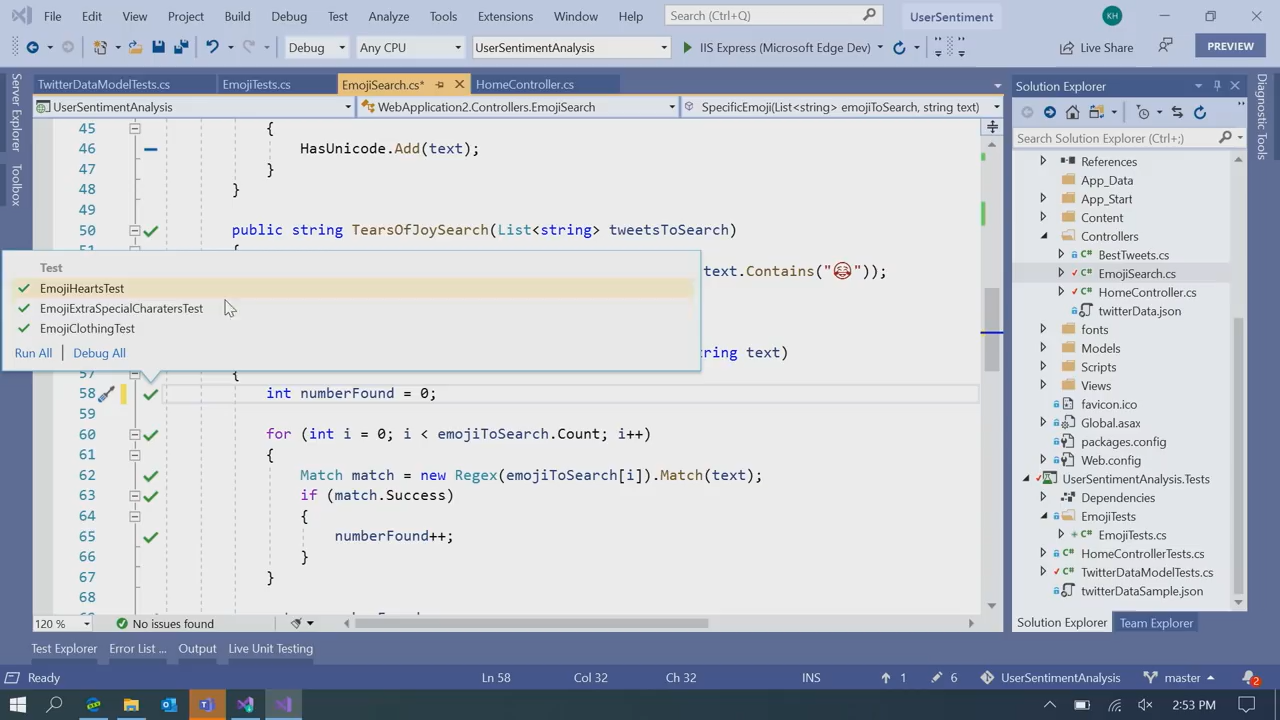 File Edit View Project Build Debug Test Analyze Tools Extensions Window Help Search (Ctrl+Q) UserSentiment KH
Debug Any CPU UserSentimentAnalysis IIS Express (Microsoft Edge Dev) Live Share PREVIEW
Server Explorer
Toolbox
TwitterDataModelTests.cs EmojiTests.cs EmojiSearch.cs* HomeController.cs
UserSentimentAnalysis WebApplication2.Controllers.EmojiSearch SpecificEmoji(List<string> emojiToSearch, string text)
45 {
46 HasUnicode.Add(text);
47 }
48 }
49
50 public string TearsOfJoySearch(List<string> tweetsToSearch)
text.Contains("😂"));
Test
EmojiHeartsTest
EmojiExtraSpecialCharatersTest
EmojiClothingTest
Run All | Debug All
ring text)
57 {
58 int numberFound = 0;
59
60 for (int i = 0; i < emojiToSearch.Count; i++)
61 {
62 Match match = new Regex(emojiToSearch[i]).Match(text);
63 if (match.Success)
64 {
65 numberFound++;
66 }
67 }
68
120 % No issues found
Test Explorer Error List ... Output Live Unit Testing
Solution Explorer
Search Solution Explorer (Ctrl+;)
References
App_Data
App_Start
Content
Controllers
BestTweets.cs
EmojiSearch.cs
HomeController.cs
twitterData.json
fonts
Models
Scripts
Views
favicon.ico
Global.asax
packages.config
Web.config
UserSentimentAnalysis.Tests
Dependencies
EmojiTests
EmojiTests.cs
HomeControllerTests.cs
TwitterDataModelTests.cs
twitterDataSample.json
Solution Explorer Team Explorer
Diagnostic Tools
Ready Ln 58 Col 32 Ch 32 INS 1 6 UserSentimentAnalysis master 2
2:53 PM